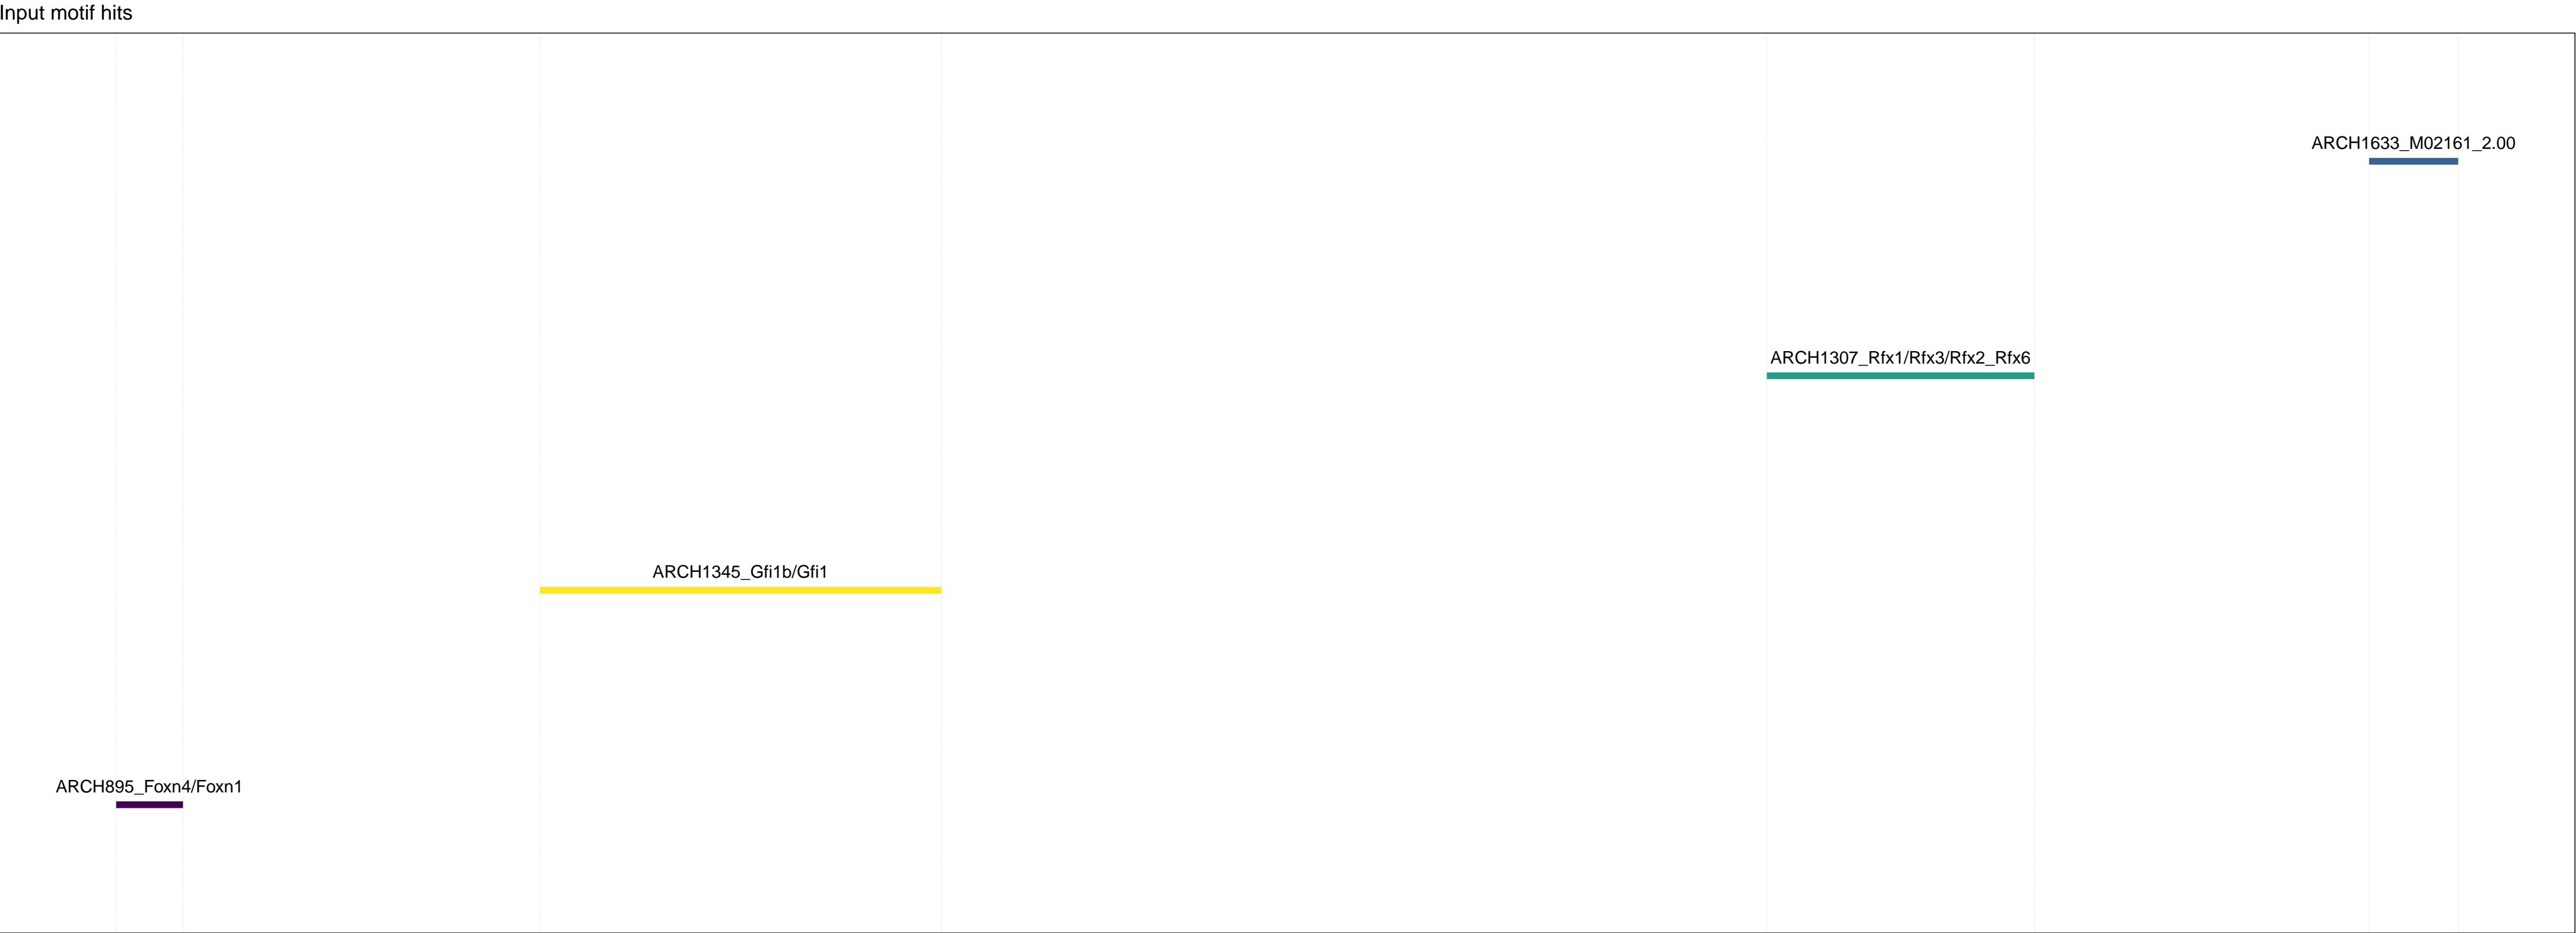 Input motif hits
ARCH1633_M02161_2.00
ARCH1307_Rfx1/Rfx3/Rfx2_Rfx6
ARCH1345_Gfi1b/Gfi1
ARCH895_Foxn4/Foxn1